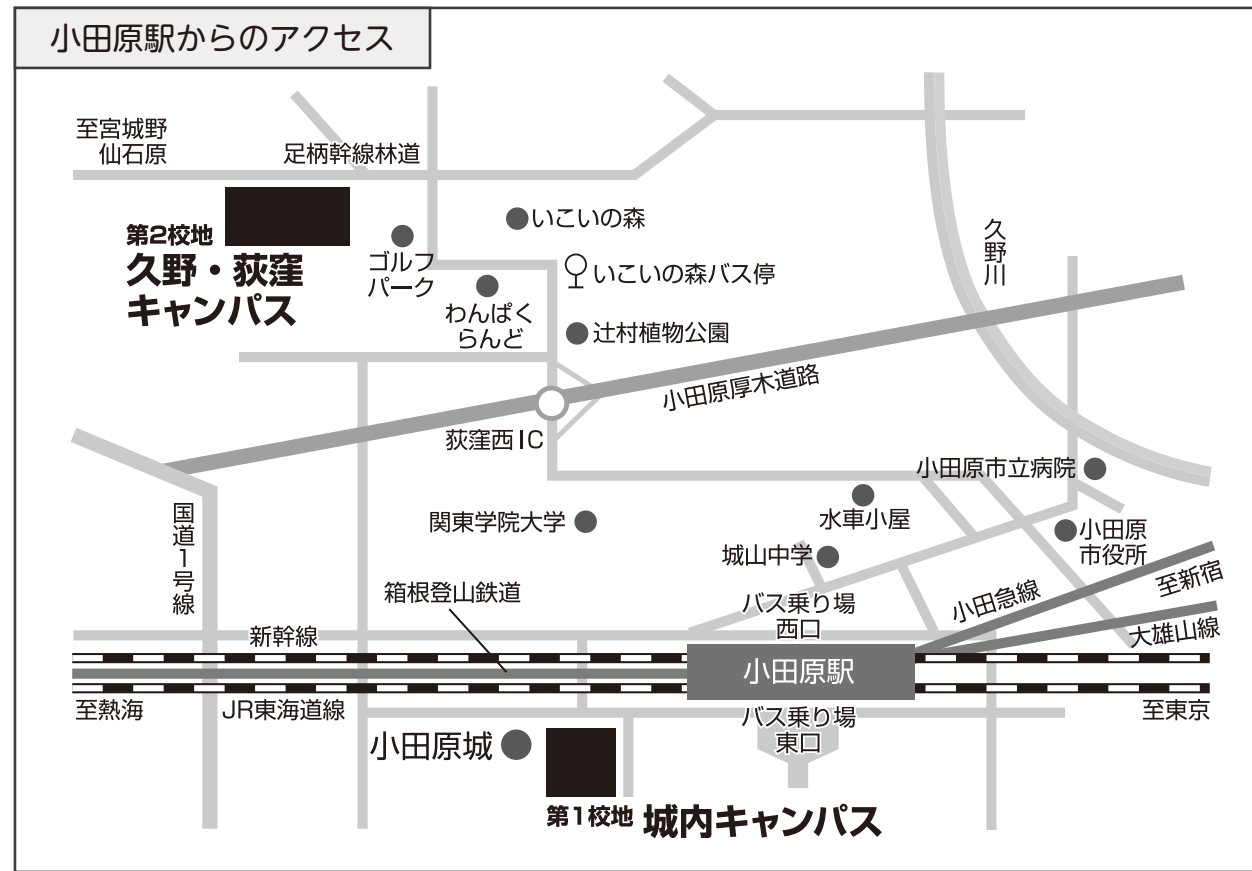 小田原駅からのアクセス
至宮城野
仙石原
足柄幹線林道
いこいの森
久野川
第2校地
久野・荻窪
キャンパス
ゴルフ
パーク
いこいの森バス停
わんぱく
らんど
辻村植物公園
小田原厚木道路
荻窪西IC
小田原市立病院
国道1号線
関東学院大学
水車小屋
小田原
市役所
城山中学
箱根登山鉄道
バス乗り場
西口
小田急線
至新宿
新幹線
大雄山線
小田原駅
至熱海
JR東海道線
バス乗り場
東口
至東京
小田原城
第1校地 城内キャンパス